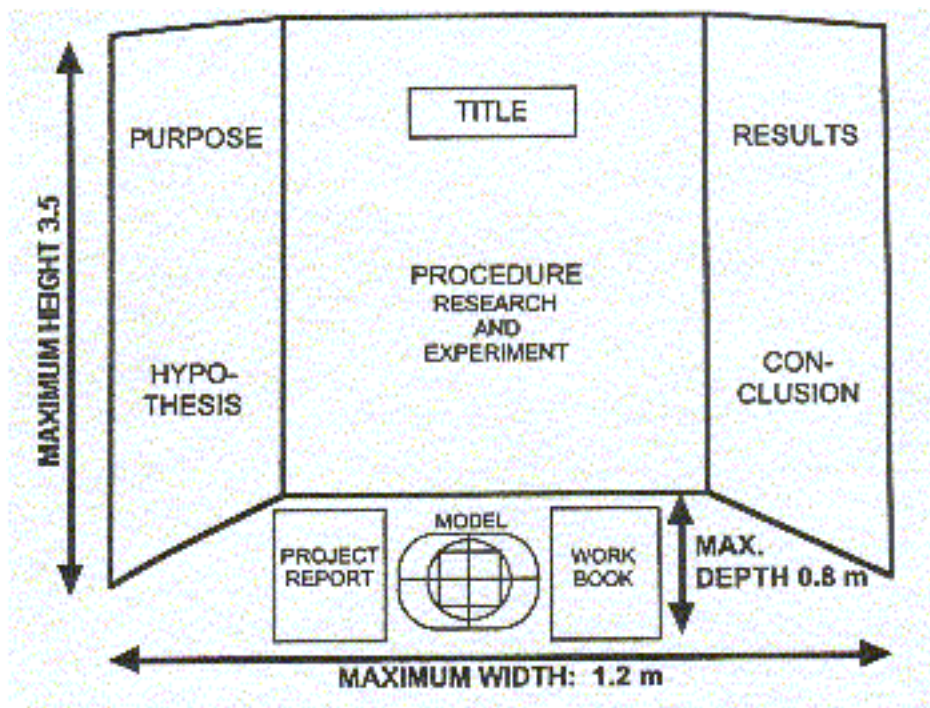 TITLE
PURPOSE
RESULTS
MAXIMUM HEIGHT 3.5
PROCEDURE
RESEARCH
AND
EXPERIMENT
HYPO-
THESIS
CON-
CLUSION
MODEL
PROJECT
REPORT
WORK
BOOK
MAX.
DEPTH 0.8 m
MAXIMUM WIDTH: 1.2 m